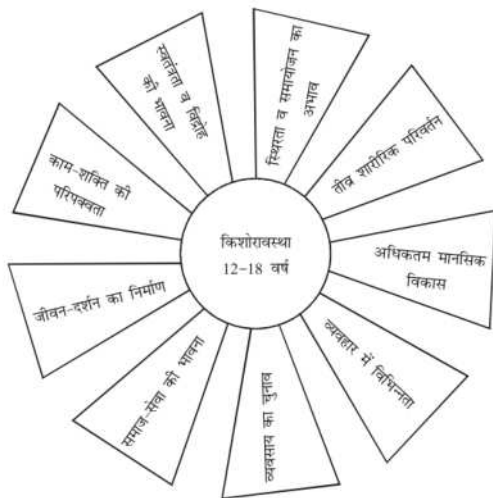 किशोरावस्था
12-18 वर्ष
स्थिरता व समायोजन का
अभाव
तीव्र शारीरिक परिवर्तन
अधिकतम मानसिक
विकास
व्यवहार में विभिन्नता
व्यवसाय का चुनाव
समाज-सेवा की भावना
जीवन-दर्शन का निर्माण
काम-शक्ति की
परिपक्वता
स्वतंत्रता व विद्रोह
की भावना